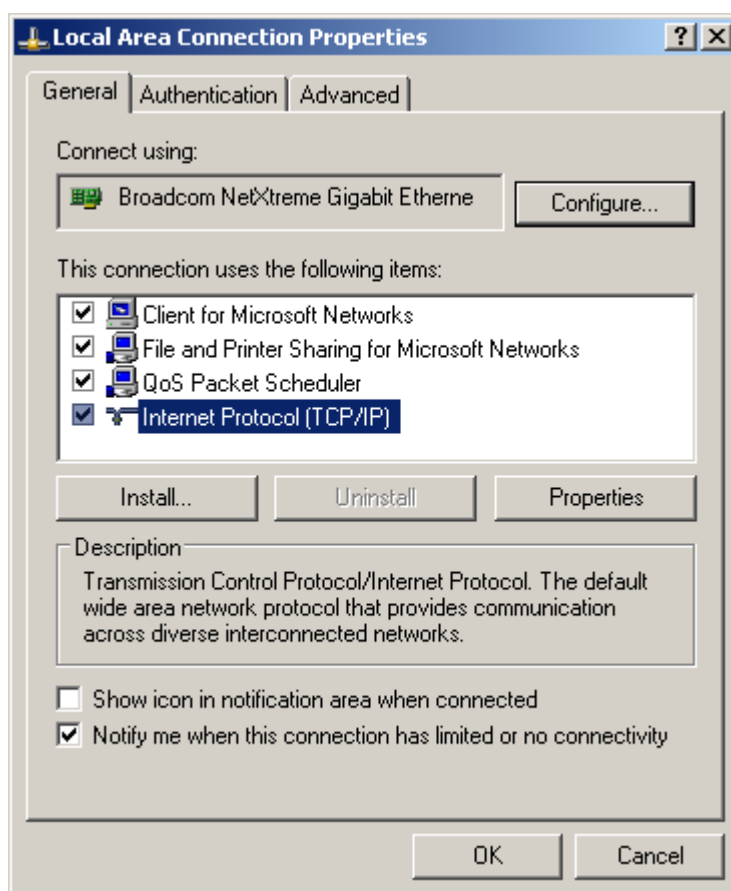 Local Area Connection Properties
General
Authentication
Advanced
Connect using:
Broadcom NetXtreme Gigabit Etherne
Configure...
This connection uses the following items:
Client for Microsoft Networks
File and Printer Sharing for Microsoft Networks
QoS Packet Scheduler
Internet Protocol (TCP/IP)
Install...
Uninstall
Properties
Description
Transmission Control Protocol/Internet Protocol. The default
wide area network protocol that provides communication
across diverse interconnected networks.
Show icon in notification area when connected
Notify me when this connection has limited or no connectivity
OK
Cancel